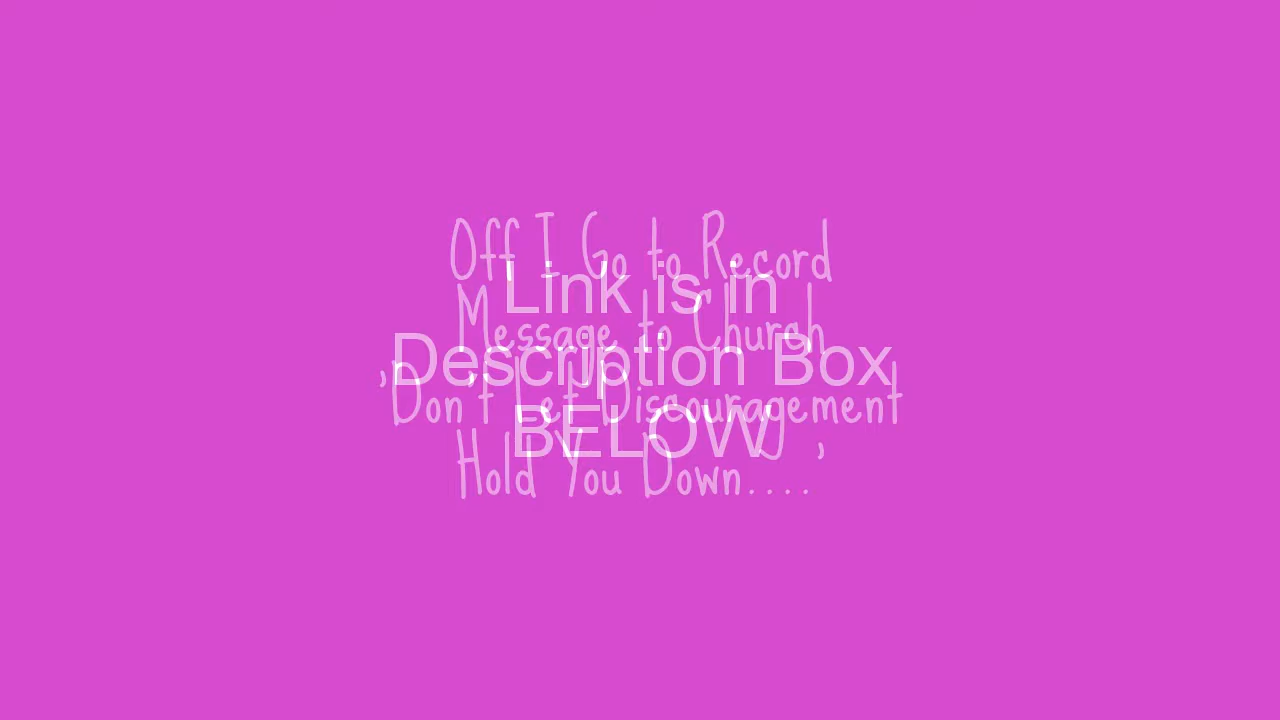 Off I Go to Record
Message to Church
'Don't Let Discouragement
Hold You Down....'
Link is in
Description Box
BELOW